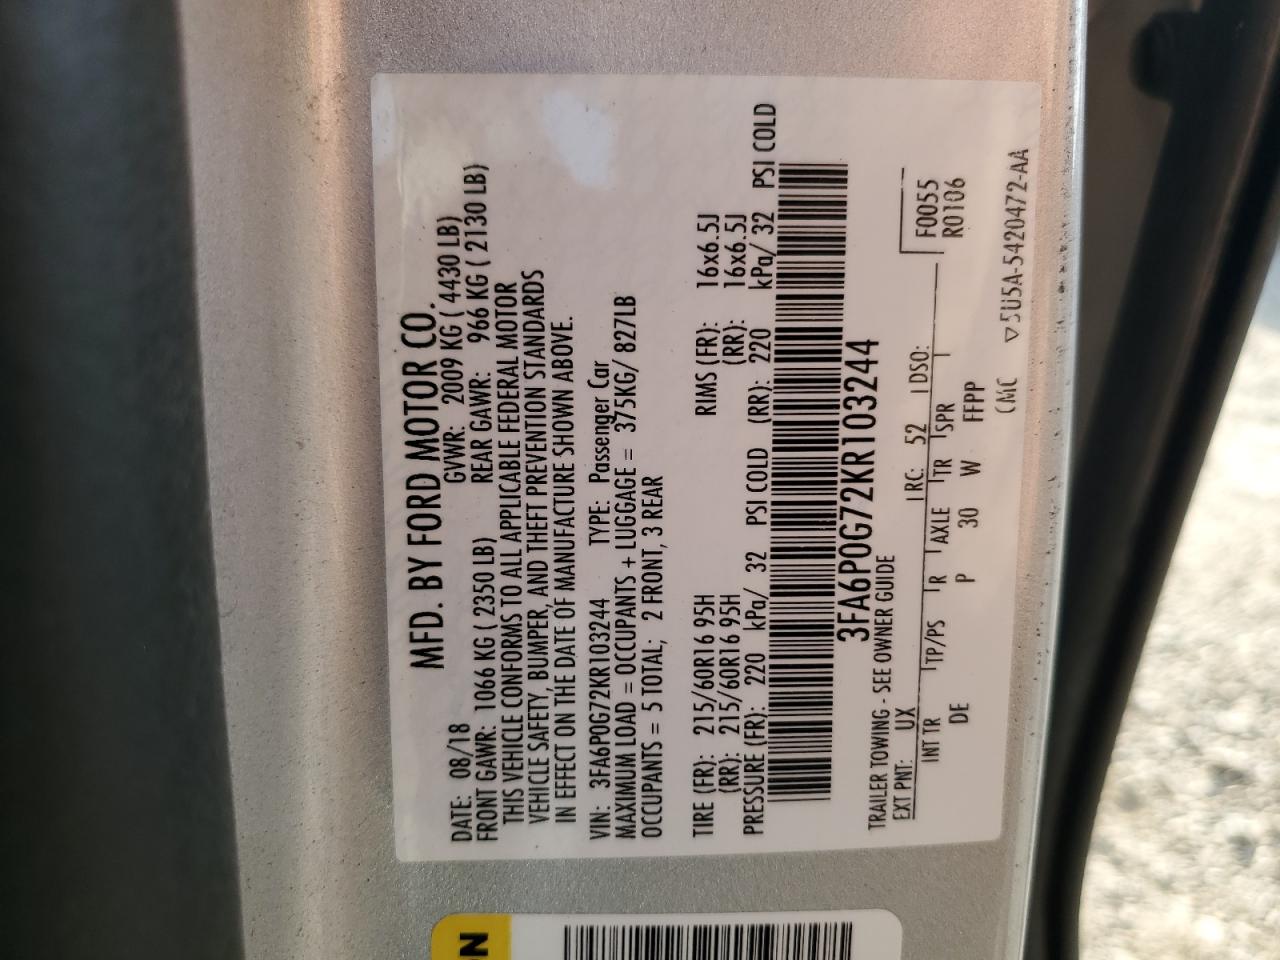 MFD. BY FORD MOTOR CO.
DATE: 08/18 GVWR: 2009 KG ( 4430 LB)
FRONT GAWR: 1066 KG ( 2350 LB) REAR GAWR: 966 KG ( 2130 LB)
THIS VEHICLE CONFORMS TO ALL APPLICABLE FEDERAL MOTOR
VEHICLE SAFETY, BUMPER, AND THEFT PREVENTION STANDARDS
IN EFFECT ON THE DATE OF MANUFACTURE SHOWN ABOVE.
VIN: 3FA6P0G72KR103244 TYPE: Passenger Car
MAXIMUM LOAD = OCCUPANTS + LUGGAGE = 375KG/ 827LB
OCCUPANTS = 5 TOTAL; 2 FRONT, 3 REAR
TIRE (FR): 215/60R16 95H RIMS (FR): 16x6.5J
(RR): 215/60R16 95H (RR): 16x6.5J
PRESSURE (FR): 220 kPa/ 32 PSI COLD (RR): 220 kPa/ 32 PSI COLD
3FA6P0G72KR103244
TRAILER TOWING - SEE OWNER GUIDE
EXT PNT: UX RC: 52 DSO: F0055
INT TR TP/PS R AXLE TR SPR R0106
DE P 30 W FFPP
CMC ▽5U5A-5420472-AA
N